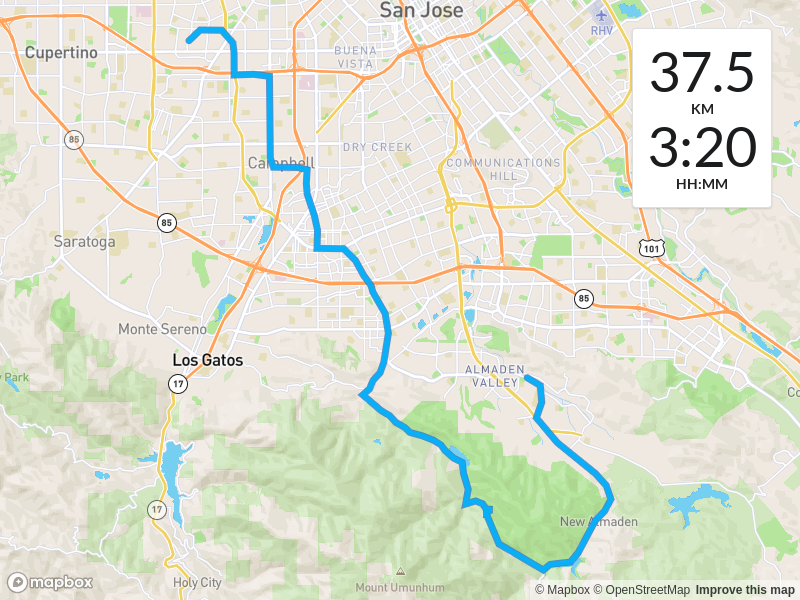 San Jose
RHV
Cupertino
BUENA
VISTA
37.5
KM
3:20
HH:MM
85
DRY CREEK
Campbell
COMMUNICATIONS
HILL
85
Saratoga
101
85
Monte Sereno
Los Gatos
17
ALMADEN
VALLEY
Park
Co
17
New Almaden
Holy City
Mount Umunhum
mapbox
© Mapbox © OpenStreetMap Improve this map